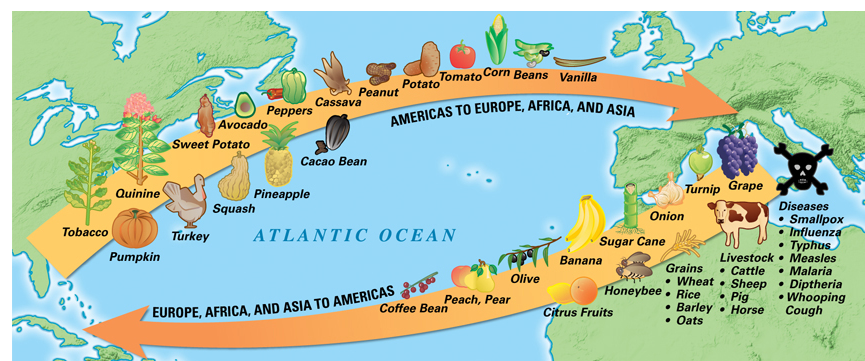 Tobacco
Quinine
Pumpkin
Turkey
Sweet Potato
Squash
Avocado
Pineapple
Peppers
Cassava
Cacao Bean
Peanut
Potato
Tomato
Corn
Beans
Vanilla
AMERICAS TO EUROPE, AFRICA, AND ASIA
ATLANTIC OCEAN
EUROPE, AFRICA, AND ASIA TO AMERICAS
Coffee Bean
Peach, Pear
Olive
Banana
Citrus Fruits
Sugar Cane
Honeybee
Onion
Turnip
Grape
Grains
• Wheat
• Rice
• Barley
• Oats
Livestock
• Cattle
• Sheep
• Pig
• Horse
Diseases
• Smallpox
• Influenza
• Typhus
• Measles
• Malaria
• Diptheria
• Whooping
Cough